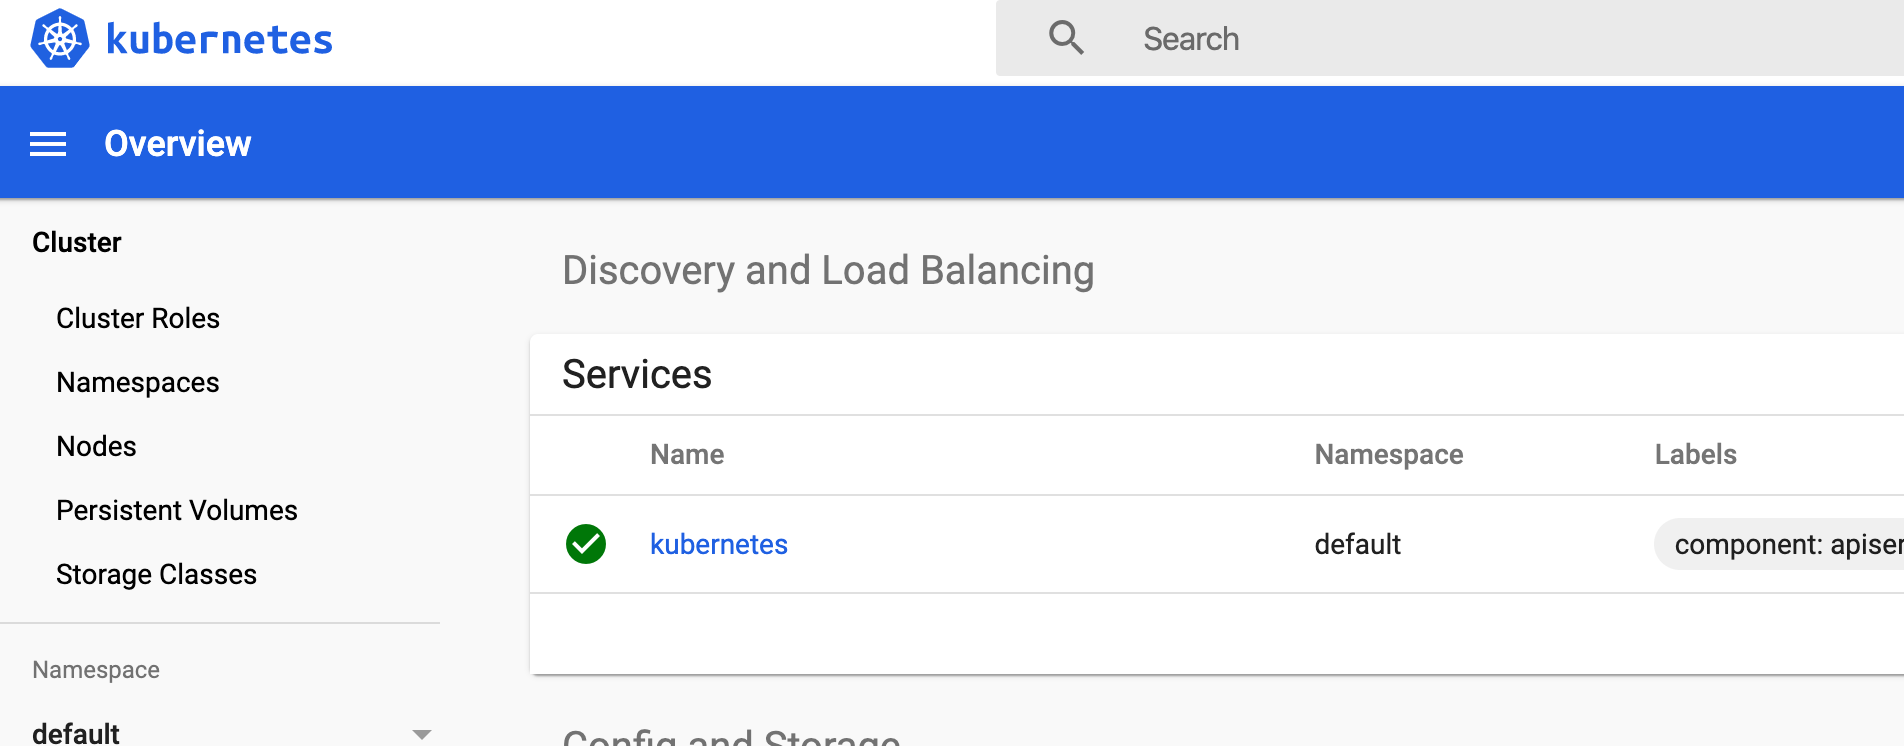 kubernetes
Search
Overview
Cluster
Cluster Roles
Namespaces
Nodes
Persistent Volumes
Storage Classes
Namespace
default
Discovery and Load Balancing
Services
Name Namespace Labels
kubernetes default component:
Config and Storage